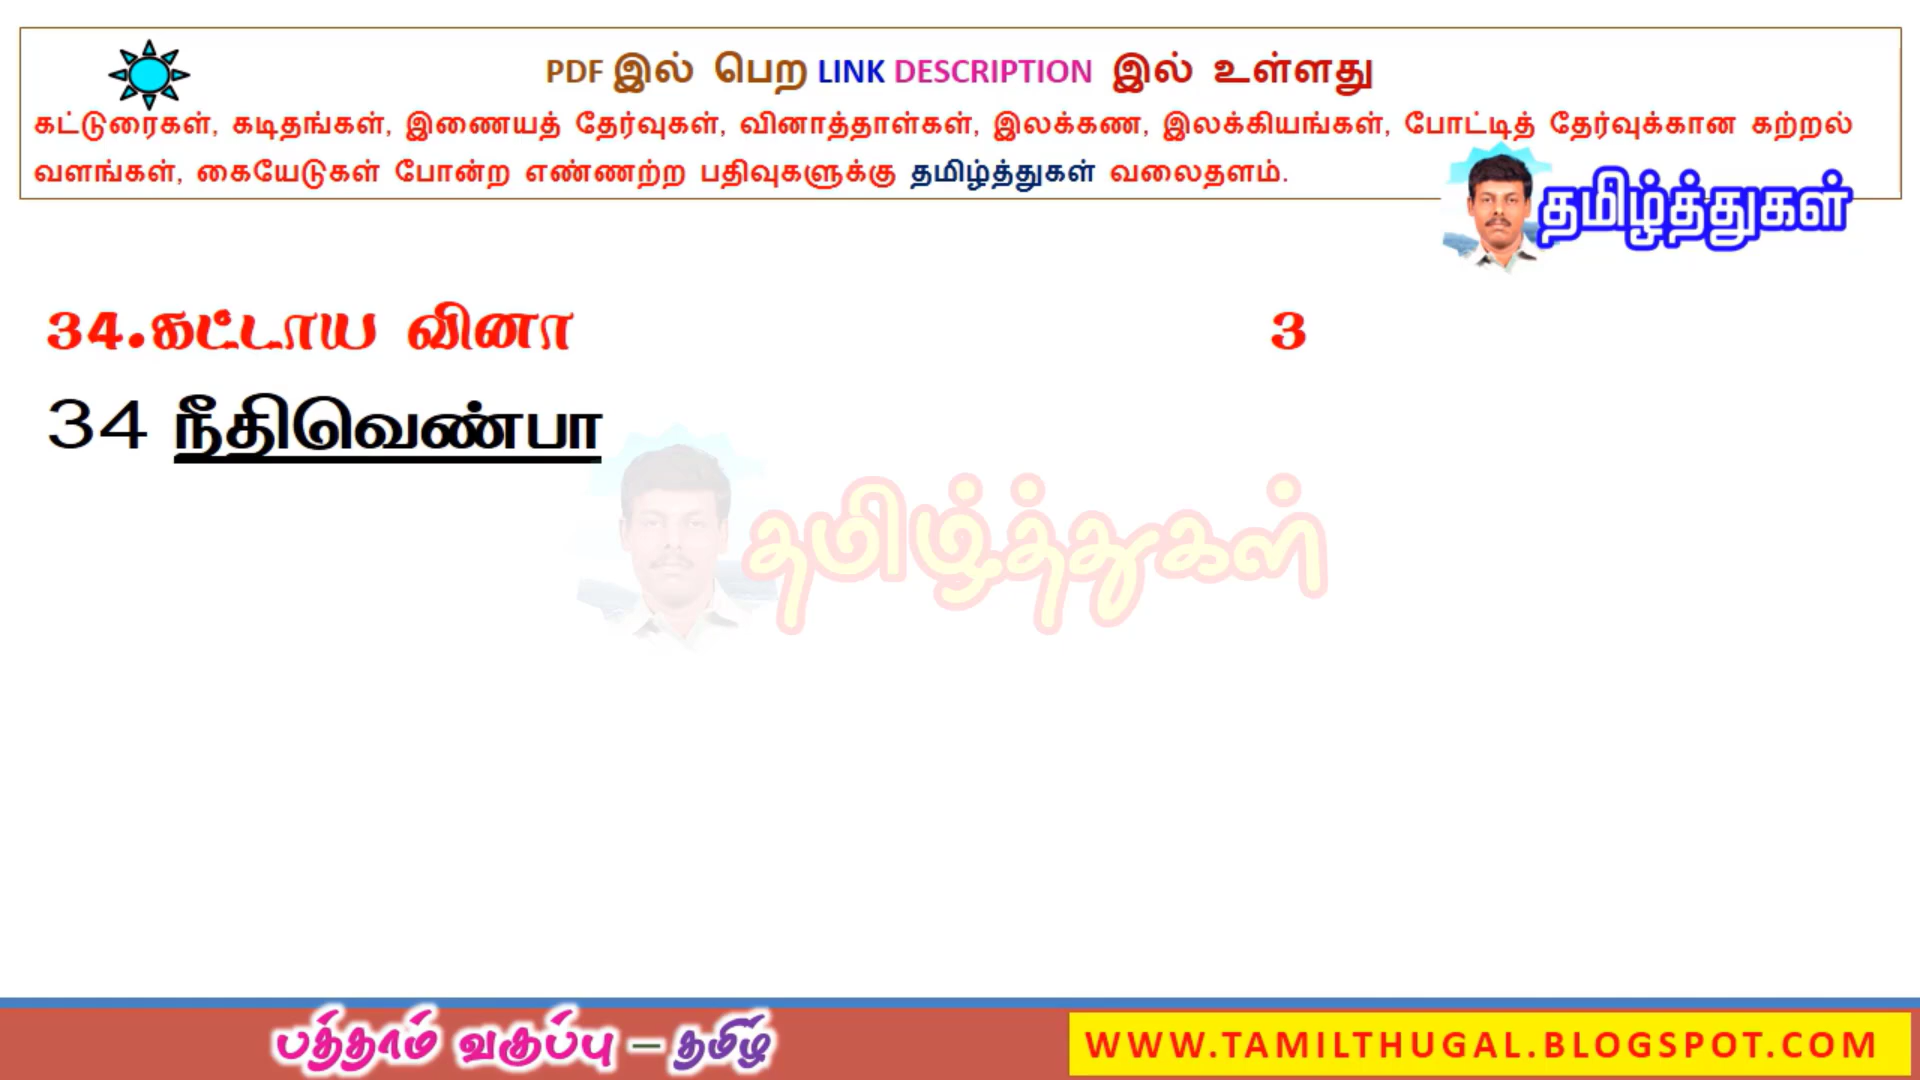 PDF இல் பெற LINK DESCRIPTION இல் உள்ளது
கட்டுரைகள், கடிதங்கள், இணையத் தேர்வுகள், வினாத்தாள்கள், இலக்கண, இலக்கியங்கள், போட்டித் தேர்வுக்கான கற்றல்
வளங்கள், கையேடுகள் போன்ற எண்ணற்ற பதிவுகளுக்கு தமிழ்த்துகள் வலைதளம்.
தமிழ்த்துகள்
34.கட்டாய வினா 3
34 நீதிவெண்பா
தமிழ்த்துகள்
பத்தாம் வகுப்பு – தமிழ்
WWW.TAMILTHUGAL.BLOGSPOT.COM